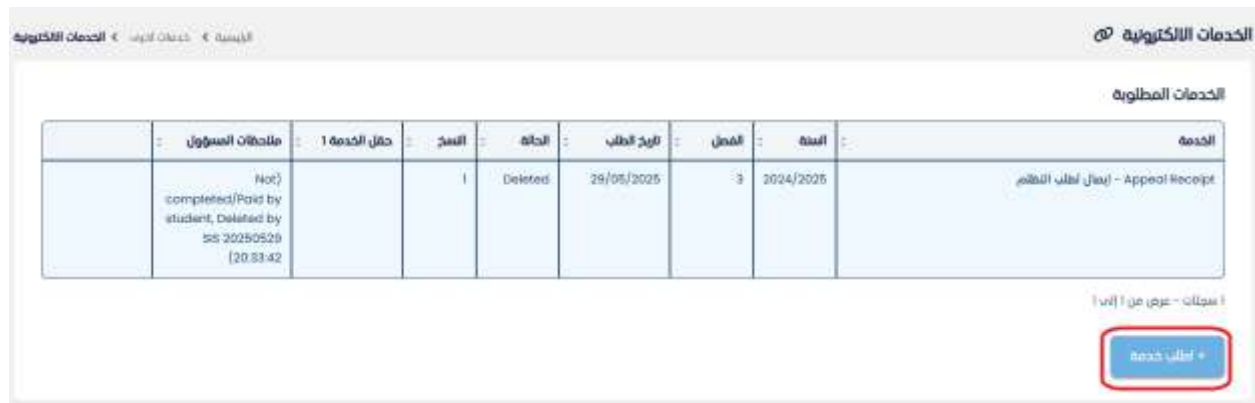 الخدمات الالكترونية
الرئيسية > خدمات > الخدمات الالكترونية
الخدمات المطلوبة
الخدمة السنة الفصل تاريخ الطلب الحالة النسخ حقل الخدمة 1 ملاحظات المسؤول
Appeal Receipt - إيصال لطلب التظلم 2024/2025 3 29/05/2025 Deleted 1 Not)
completed/Paid by
student, Deleted by
SIS 20250529
(20:33:42
1 سجلات - عرض من 1 إلى 1
+ اطلب خدمة